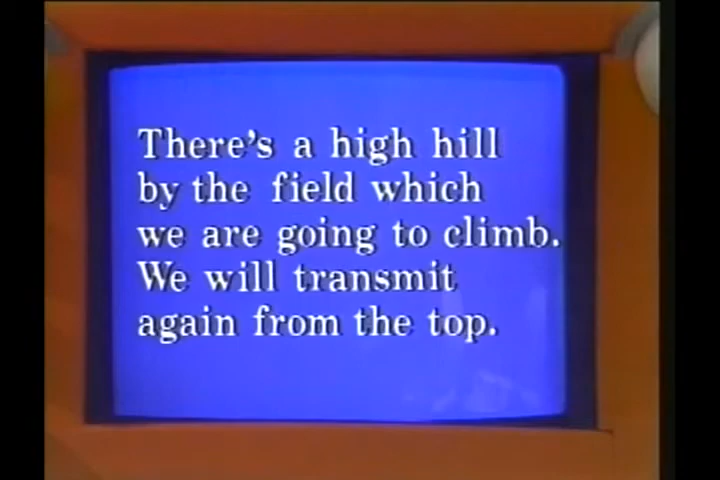 There's a high hill
by the field which
we are going to climb.
We will transmit
again from the top.